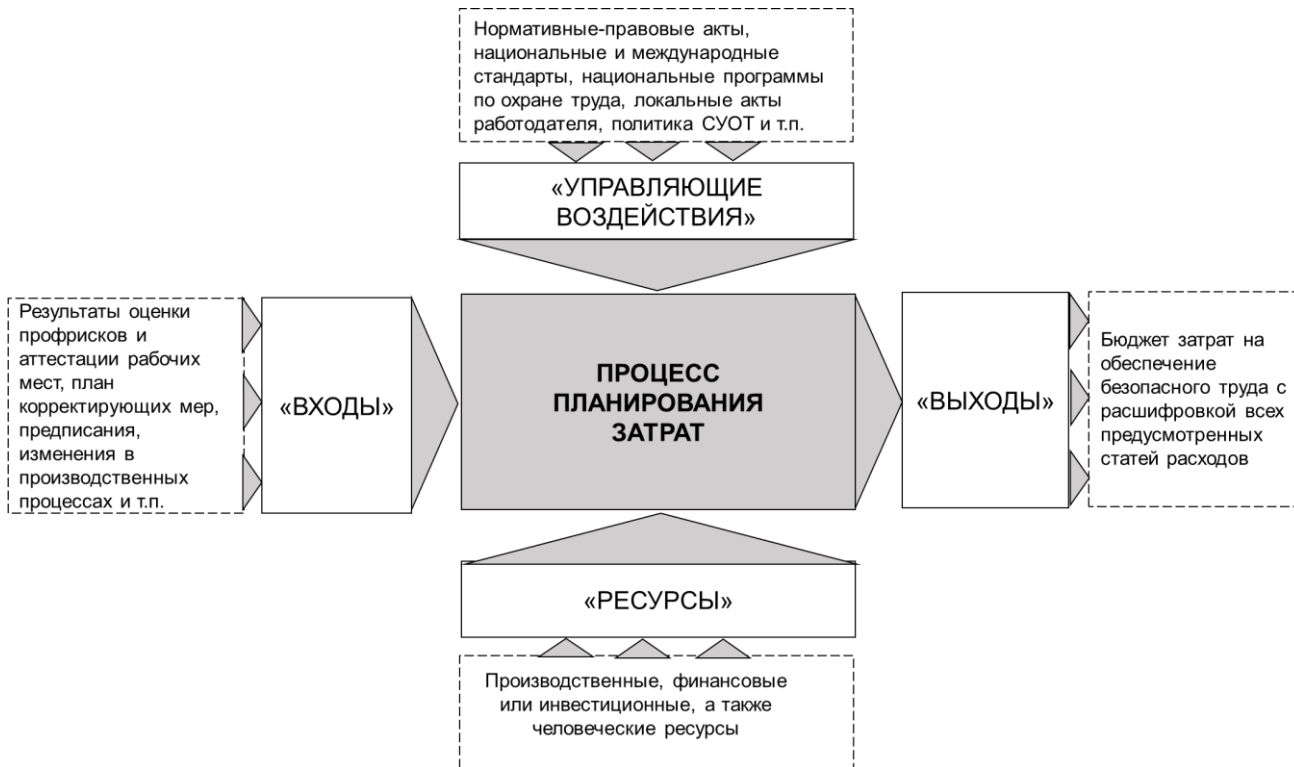 Нормативные-правовые акты,
национальные и международные
стандарты, национальные программы
по охране труда, локальные акты
работодателя, политика СУОТ и т.п.
«УПРАВЛЯЮЩИЕ
ВОЗДЕЙСТВИЯ»
Результаты оценки
профрисков и
аттестации рабочих
мест, план
корректирующих мер,
предписания,
изменения в
производственных
процессах и т.п.
«ВХОДЫ»
ПРОЦЕСС
ПЛАНИРОВАНИЯ
ЗАТРАТ
«ВЫХОДЫ»
Бюджет затрат на
обеспечение
безопасного труда с
расшифровкой всех
предусмотренных
статей расходов
«РЕСУРСЫ»
Производственные, финансовые
или инвестиционные, а также
человеческие ресурсы